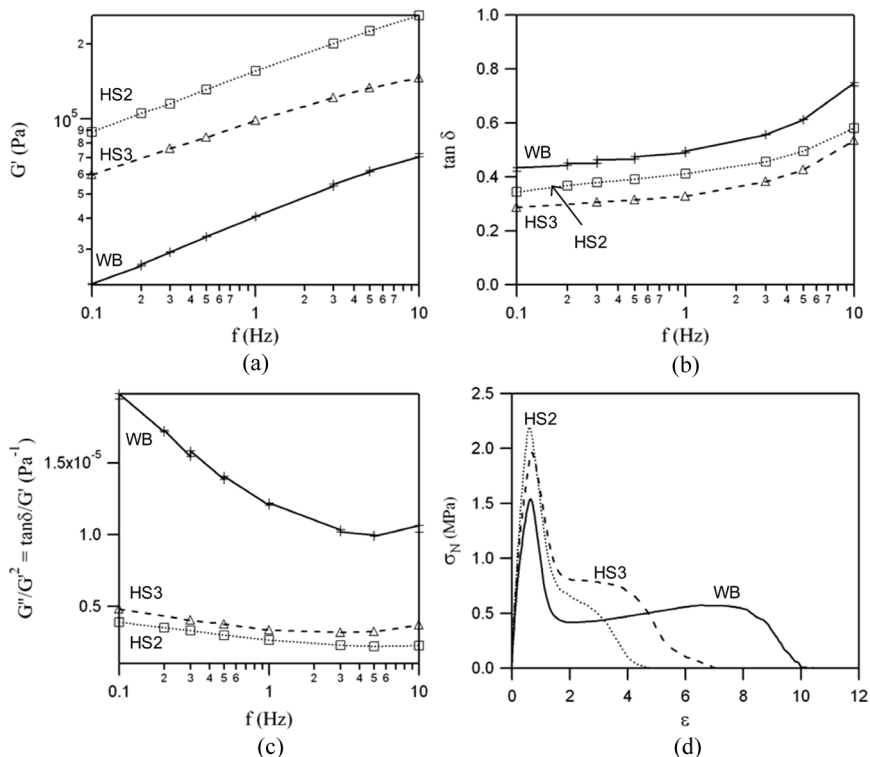 HS2
HS3
WB
G' (Pa)
2
10⁵
9
8
7
6
5
4
3
0.1 2 3 4 5 6 7 1 2 3 4 5 6 7 10
f (Hz)
(a)
tan δ
1.0
0.8
0.6
0.4
0.2
0.0
WB
HS3
HS2
0.1 2 3 4 5 6 7 1 2 3 4 5 6 7 10
f (Hz)
(b)
G''/G'² = tanδ/G' (Pa⁻¹)
1.5x10⁻⁵
1.0
0.5
WB
HS3
HS2
0.1 2 3 4 5 6 1 2 3 4 5 6 10
f (Hz)
(c)
σN (MPa)
2.5
2.0
1.5
1.0
0.5
0.0
HS2
HS3
WB
0 2 4 6 8 10 12
ε
(d)